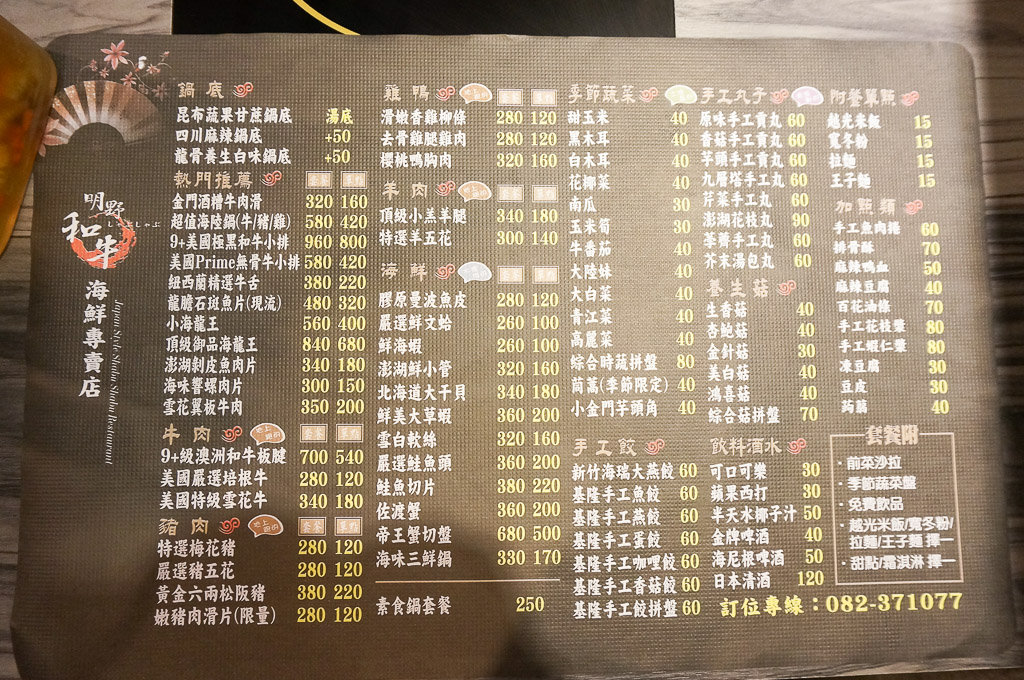 明野
和牛
しゃぶしゃぶ
海鮮專賣店
Japan Style Shabu Shabu Restaurant
鍋底
昆布蔬果甘蔗鍋底 湯底
四川麻辣鍋底 +50
龍骨養生白味鍋底 +50
熱門推薦 套餐 單點
金門酒糟牛肉滑 320 160
超值海陸鍋(牛/豬/雞) 580 420
9+美國極黑和牛小排 960 800
美國Prime無骨牛小排 580 420
紐西蘭精選牛舌 380 220
龍膽石斑魚片(現流) 480 320
小海龍王 560 400
頂級御品海龍王 840 680
澎湖剝皮魚肉片 340 180
海味響螺肉片 300 150
雪花翼板牛肉 350 200
牛肉 地上跑的 套餐 單點
9+級澳洲和牛板腱 700 540
美國嚴選培根牛 280 120
美國特級雪花牛 340 180
豬肉 地上跑的 套餐 單點
特選梅花豬 280 120
嚴選豬五花 280 120
黃金六兩松阪豬 380 220
嫩豬肉滑片(限量) 280 120
雞鴨 套餐 單點
滑嫩香雞柳條 280 120
去骨雞腿雞肉 280 120
櫻桃鴨胸肉 320 160
羊肉 套餐 單點
頂級小羔羊腿 340 180
特選羊五花 300 140
海鮮 套餐 單點
膠原曼波魚皮 280 120
嚴選鮮文蛤 260 100
鮮海蝦 260 100
澎湖鮮小管 320 160
北海道大干貝 340 180
鮮美大草蝦 360 200
雪白軟絲 320 160
嚴選鮭魚頭 360 200
鮭魚切片 380 220
佐渡蟹 360 200
帝王蟹切盤 680 500
海味三鮮鍋 330 170
素食鍋套餐 250
季節蔬菜
甜玉米 40
黑木耳 40
白木耳 40
花椰菜 40
南瓜 30
玉米筍 30
牛番茄 40
大陸妹 40
大白菜 40
青江菜 40
高麗菜 40
綜合時蔬拼盤 80
茼萵(季節限定) 40
小金門芋頭角 40
手工餃
新竹海瑞大燕餃 60
基隆手工魚餃 60
基隆手工燕餃 60
基隆手工蛋餃 60
基隆手工咖哩餃 60
基隆手工香菇餃 60
基隆手工餃拼盤 60
手工丸子
原味手工貢丸 60
香菇手工貢丸 60
芋頭手工貢丸 60
九層塔手工丸 60
芹菜手工丸 60
澎湖花枝丸 90
荸薺手工丸 60
芥末湯包丸 60
養生菇
生香菇 40
杏鮑菇 40
金針菇 30
美白菇 40
鴻喜菇 40
綜合菇拼盤 70
飲料酒水
可口可樂 30
蘋果西打 30
半天水椰子汁 50
金牌啤酒 40
海尼根啤酒 50
日本清酒 120
附餐單點
越光米飯 15
寬冬粉 15
拉麵 15
王子麵 15
加點類
手工魚肉捲 60
排骨酥 70
麻辣鴨血 50
麻辣豆腐 40
百花油條 70
手工花枝漿 80
手工蝦仁漿 80
凍豆腐 30
豆皮 30
蒟蒻 40
套餐附
・前菜沙拉
・季節蔬菜盤
・免費飲品
・越光米飯/寬冬粉/
拉麵/王子麵 擇一
・甜點/霜淇淋 擇一
訂位專線：082-371077